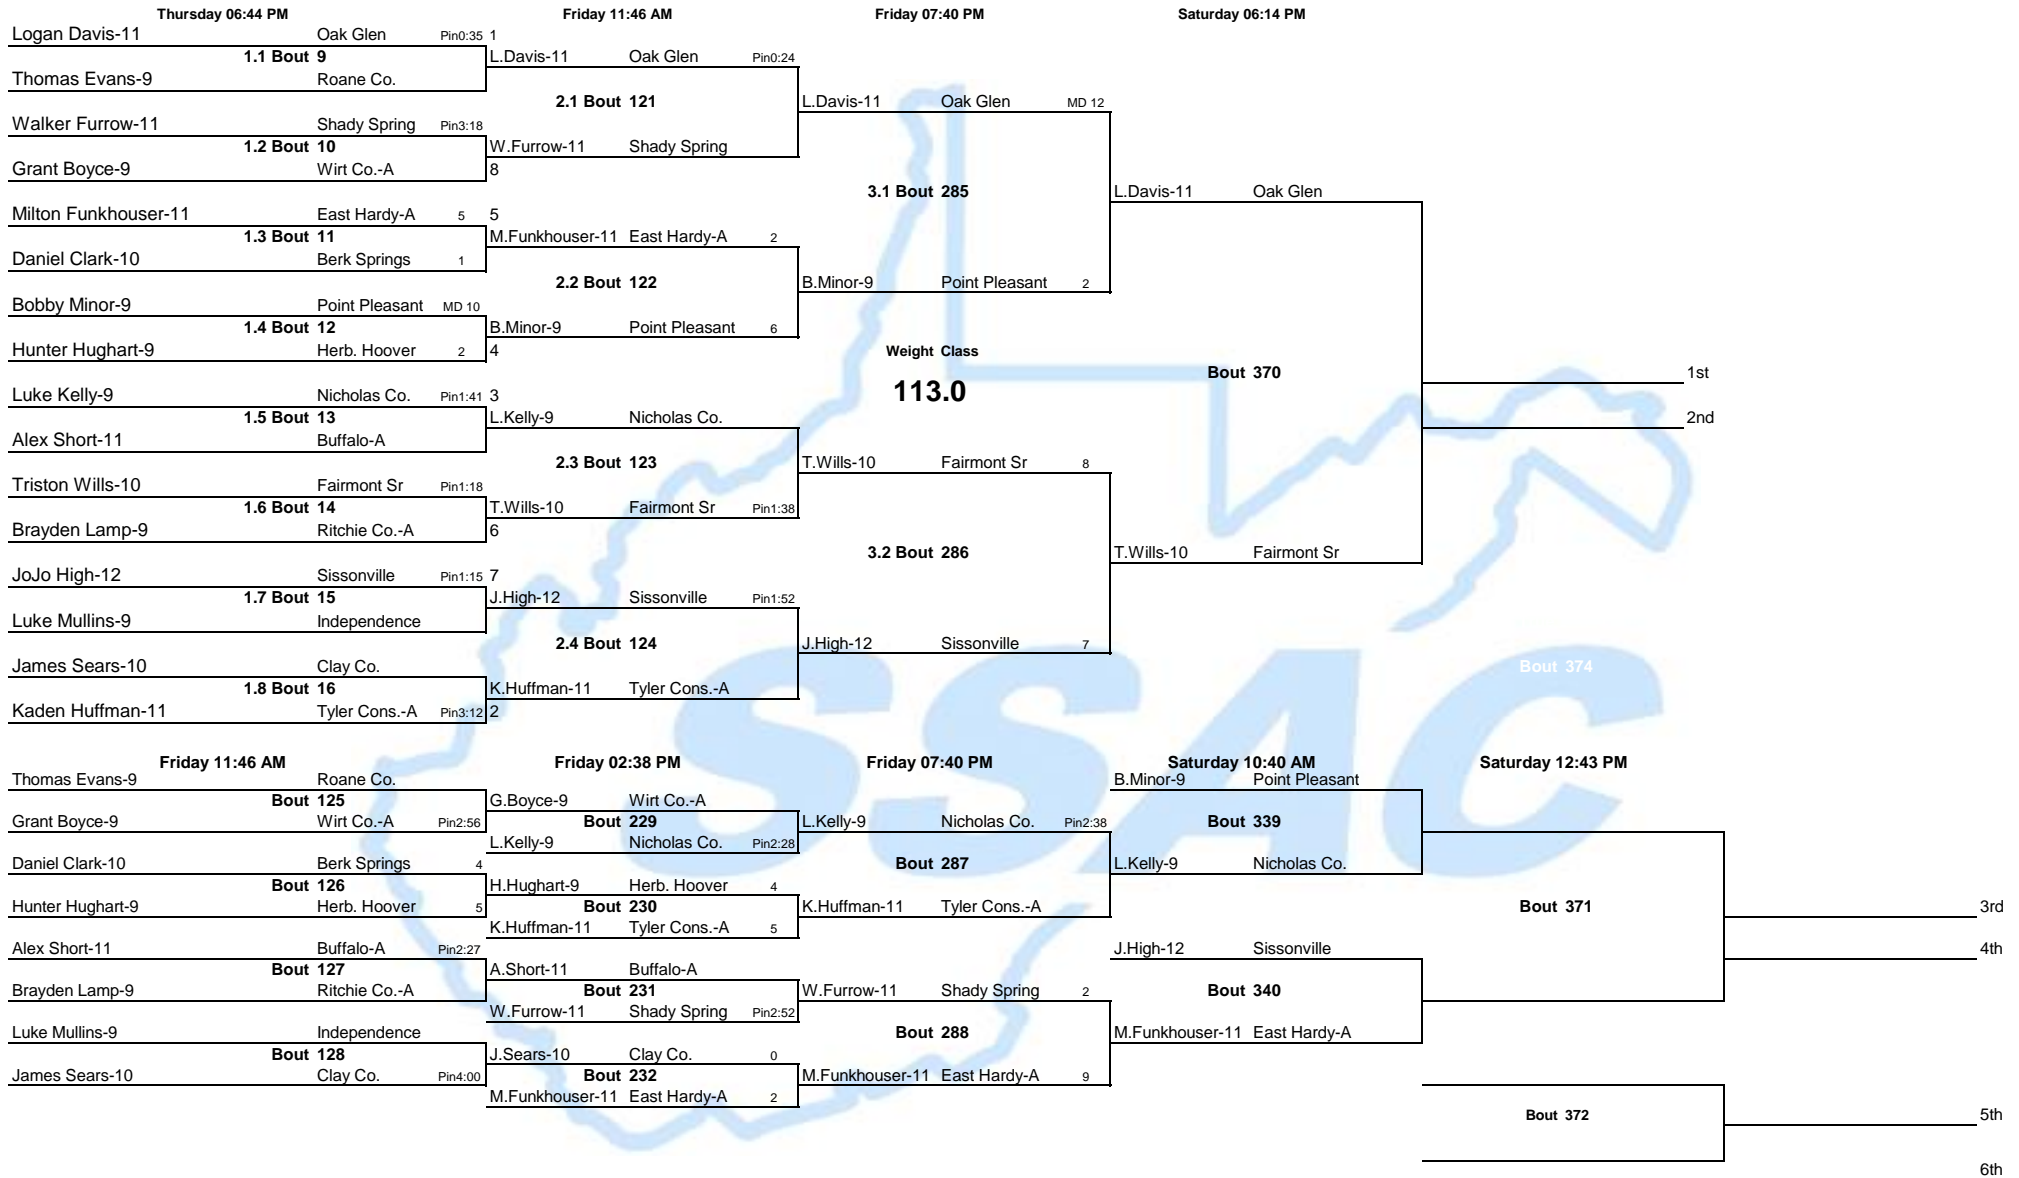 Thursday 06:44 PM Friday 11:46 AM Friday 07:40 PM Saturday 06:14 PM
Logan Davis-11 Oak Glen Pin0:35 1
1.1 Bout 9 L.Davis-11 Oak Glen Pin0:24
Thomas Evans-9 Roane Co.
2.1 Bout 121 L.Davis-11 Oak Glen MD 12
Walker Furrow-11 Shady Spring Pin3:18
1.2 Bout 10 W.Furrow-11 Shady Spring
Grant Boyce-9 Wirt Co.-A 8
3.1 Bout 285 L.Davis-11 Oak Glen
Milton Funkhouser-11 East Hardy-A 5 5
1.3 Bout 11 M.Funkhouser-11 East Hardy-A 2
Daniel Clark-10 Berk Springs 1
2.2 Bout 122 B.Minor-9 Point Pleasant 2
Bobby Minor-9 Point Pleasant MD 10
1.4 Bout 12 B.Minor-9 Point Pleasant 6
Hunter Hughart-9 Herb. Hoover 2 4 Weight Class
Bout 370 1st
Luke Kelly-9 Nicholas Co. Pin1:41 3 113.0
1.5 Bout 13 L.Kelly-9 Nicholas Co. 2nd
Alex Short-11 Buffalo-A
2.3 Bout 123 T.Wills-10 Fairmont Sr 8
Triston Wills-10 Fairmont Sr Pin1:18
1.6 Bout 14 T.Wills-10 Fairmont Sr Pin1:38
Brayden Lamp-9 Ritchie Co.-A 6
3.2 Bout 286 T.Wills-10 Fairmont Sr
JoJo High-12 Sissonville Pin1:15 7
1.7 Bout 15 J.High-12 Sissonville Pin1:52
Luke Mullins-9 Independence
2.4 Bout 124 J.High-12 Sissonville 7
James Sears-10 Clay Co. Bout 374
1.8 Bout 16 K.Huffman-11 Tyler Cons.-A
Kaden Huffman-11 Tyler Cons.-A Pin3:12 2
SSAC
Friday 11:46 AM Friday 02:38 PM Friday 07:40 PM Saturday 10:40 AM Saturday 12:43 PM
Thomas Evans-9 Roane Co. B.Minor-9 Point Pleasant
Bout 125 G.Boyce-9 Wirt Co.-A
Grant Boyce-9 Wirt Co.-A Pin2:56 Bout 229 L.Kelly-9 Nicholas Co. Pin2:38 Bout 339
L.Kelly-9 Nicholas Co. Pin2:28
Daniel Clark-10 Berk Springs 4 Bout 287 L.Kelly-9 Nicholas Co.
Bout 126 H.Hughart-9 Herb. Hoover 4
Hunter Hughart-9 Herb. Hoover 5 Bout 230 K.Huffman-11 Tyler Cons.-A Bout 371 3rd
K.Huffman-11 Tyler Cons.-A 5
Alex Short-11 Buffalo-A Pin2:27 J.High-12 Sissonville 4th
Bout 127 A.Short-11 Buffalo-A
Brayden Lamp-9 Ritchie Co.-A Bout 231 W.Furrow-11 Shady Spring 2 Bout 340
W.Furrow-11 Shady Spring Pin2:52
Luke Mullins-9 Independence Bout 288 M.Funkhouser-11 East Hardy-A
Bout 128 J.Sears-10 Clay Co. 0
James Sears-10 Clay Co. Pin4:00 Bout 232 M.Funkhouser-11 East Hardy-A 9
M.Funkhouser-11 East Hardy-A 2
Bout 372 5th
6th